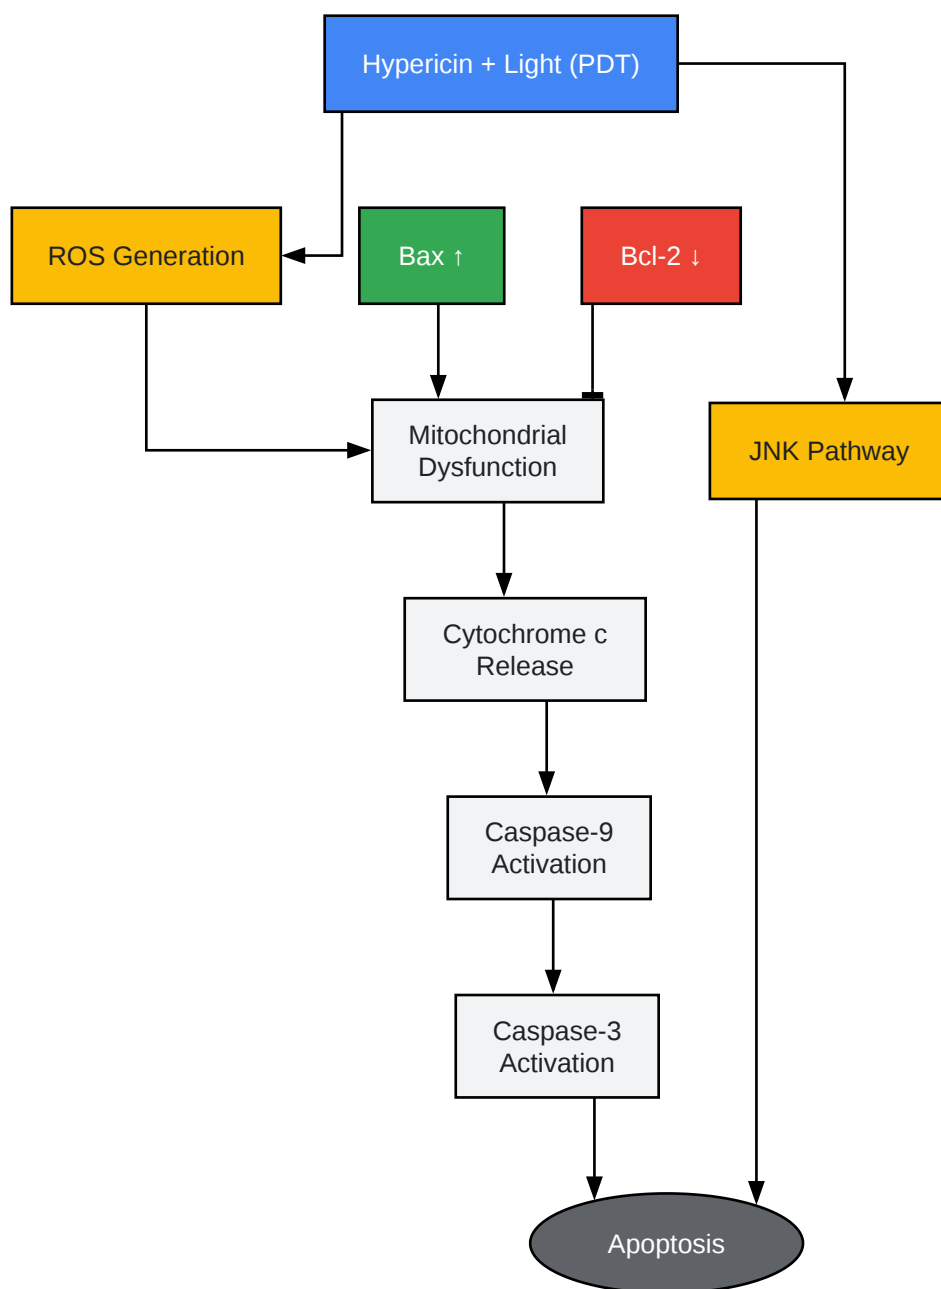 Hypericin + Light (PDT)
ROS Generation
Bax ↑
Bcl-2 ↓
Mitochondrial
Dysfunction
JNK Pathway
Cytochrome c
Release
Caspase-9
Activation
Caspase-3
Activation
Apoptosis